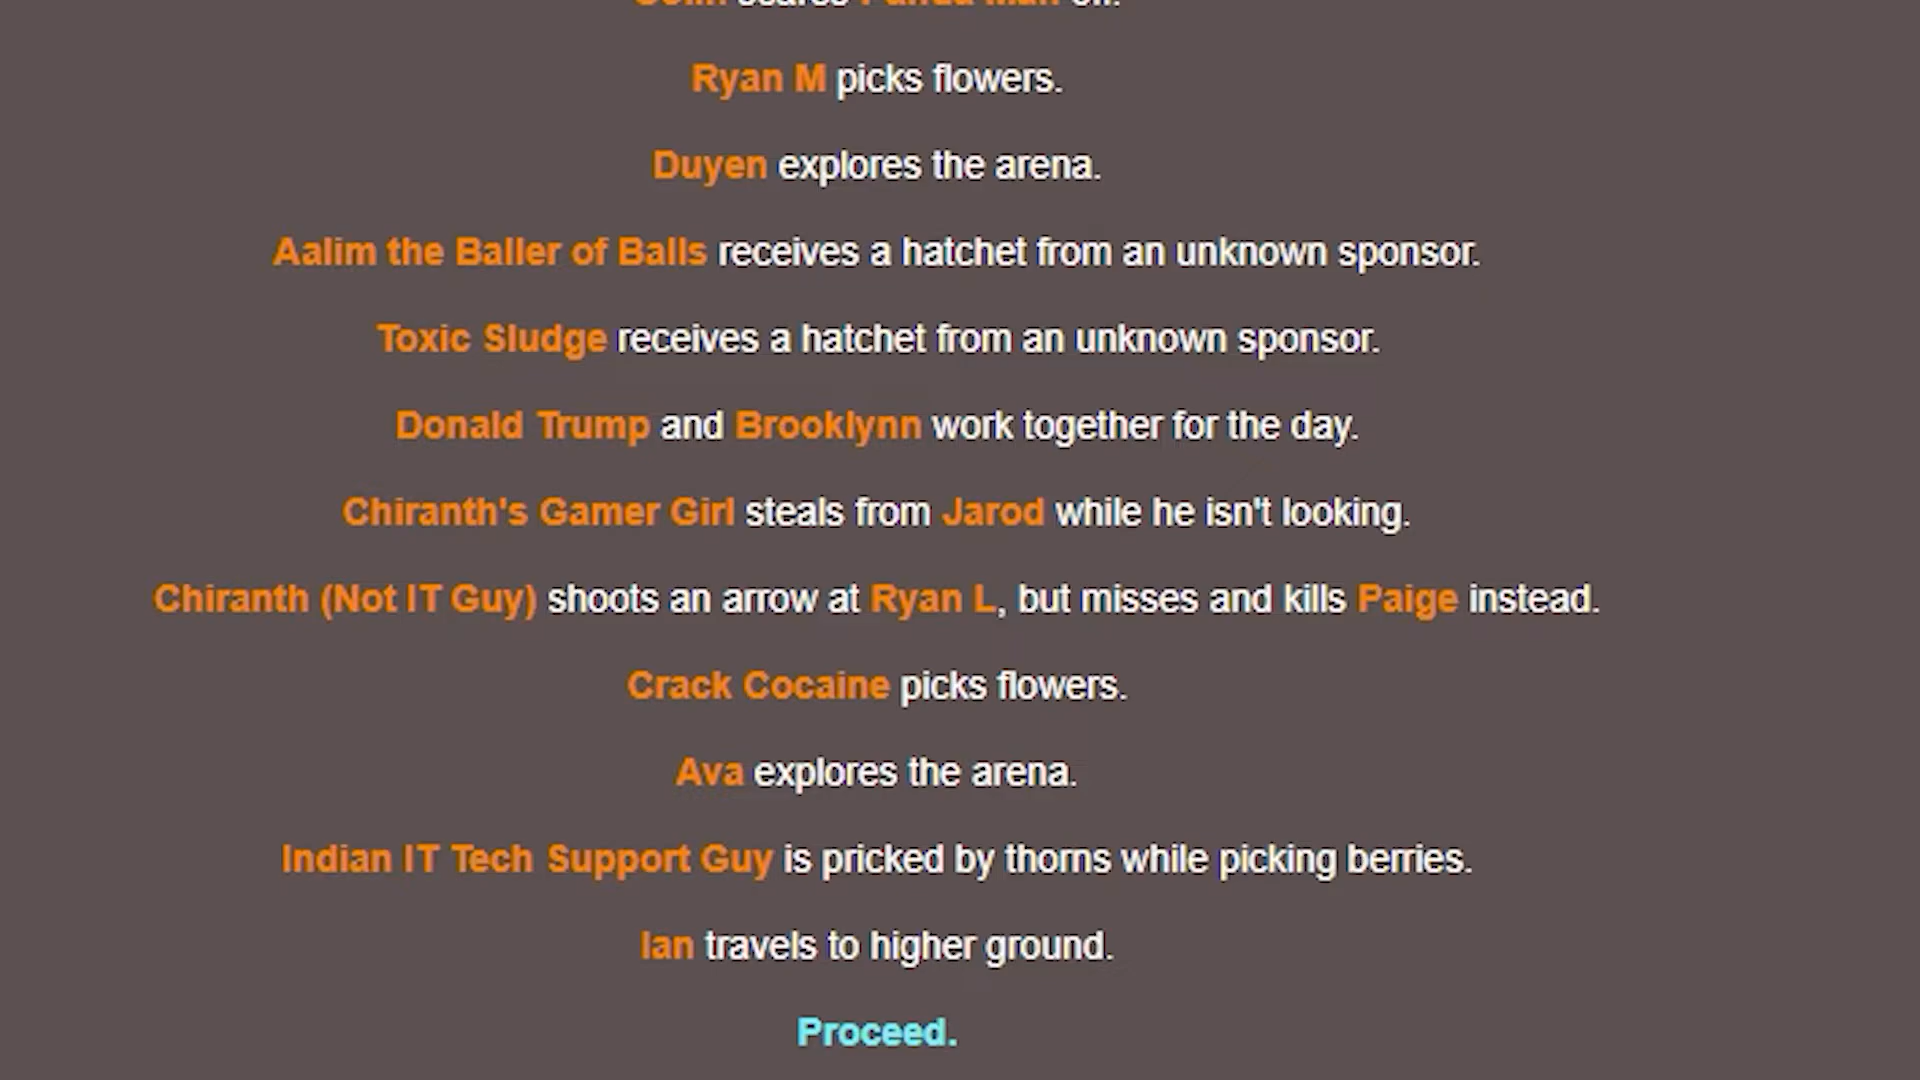 Ryan M picks flowers.
Duyen explores the arena.
Aalim the Baller of Balls receives a hatchet from an unknown sponsor.
Toxic Sludge receives a hatchet from an unknown sponsor.
Donald Trump and Brooklynn work together for the day.
Chiranth's Gamer Girl steals from Jarod while he isn't looking.
Chiranth (Not IT Guy) shoots an arrow at Ryan L, but misses and kills Paige instead.
Crack Cocaine picks flowers.
Ava explores the arena.
Indian IT Tech Support Guy is pricked by thorns while picking berries.
Ian travels to higher ground.
Proceed.